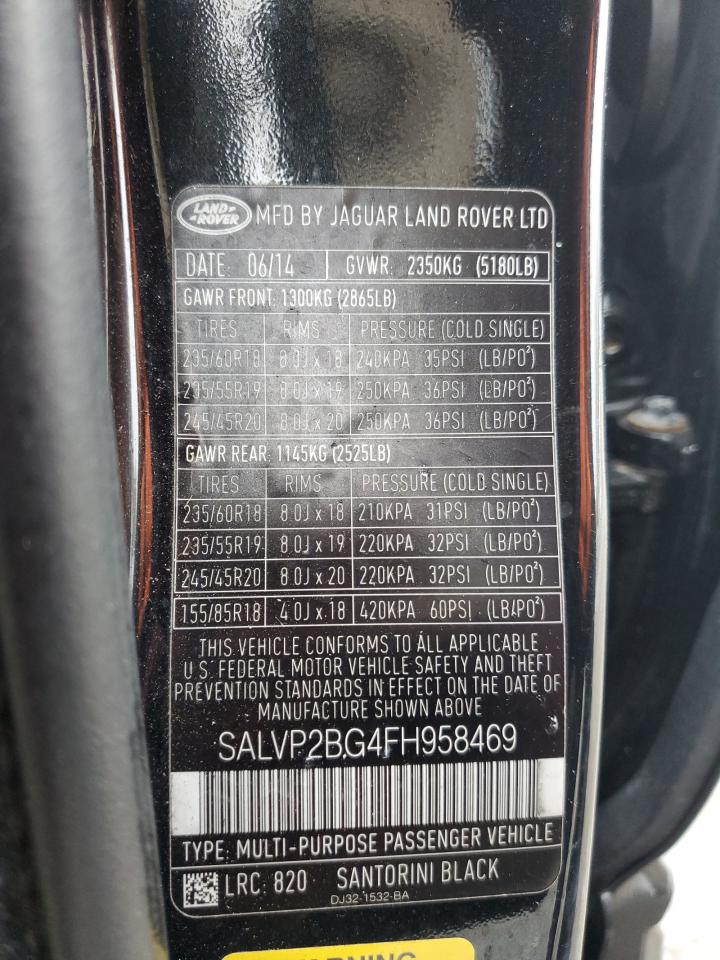 LAND ROVER MFD BY JAGUAR LAND ROVER LTD
DATE: 06/14 GVWR: 2350KG (5180LB)
GAWR FRONT: 1300KG (2865LB)
TIRES RIMS PRESSURE (COLD SINGLE)
235/60R18 8.0J x 18 240KPA 35PSI (LB/PO²)
235/55R19 8.0J x 19 250KPA 36PSI (LB/PO²)
245/45R20 8.0J x 20 250KPA 36PSI (LB/PO²)
GAWR REAR: 1145KG (2525LB)
TIRES RIMS PRESSURE (COLD SINGLE)
235/60R18 8.0J x 18 210KPA 31PSI (LB/PO²)
235/55R19 8.0J x 19 220KPA 32PSI (LB/PO²)
245/45R20 8.0J x 20 220KPA 32PSI (LB/PO²)
155/85R18 4.0J x 18 420KPA 60PSI (LB/PO²)
THIS VEHICLE CONFORMS TO ALL APPLICABLE
U.S. FEDERAL MOTOR VEHICLE SAFETY AND THEFT
PREVENTION STANDARDS IN EFFECT ON THE DATE OF
MANUFACTURE SHOWN ABOVE
SALVP2BG4FH958469
TYPE: MULTI-PURPOSE PASSENGER VEHICLE
LRC: 820 SANTORINI BLACK
DJ32-1532-BA
WARNING